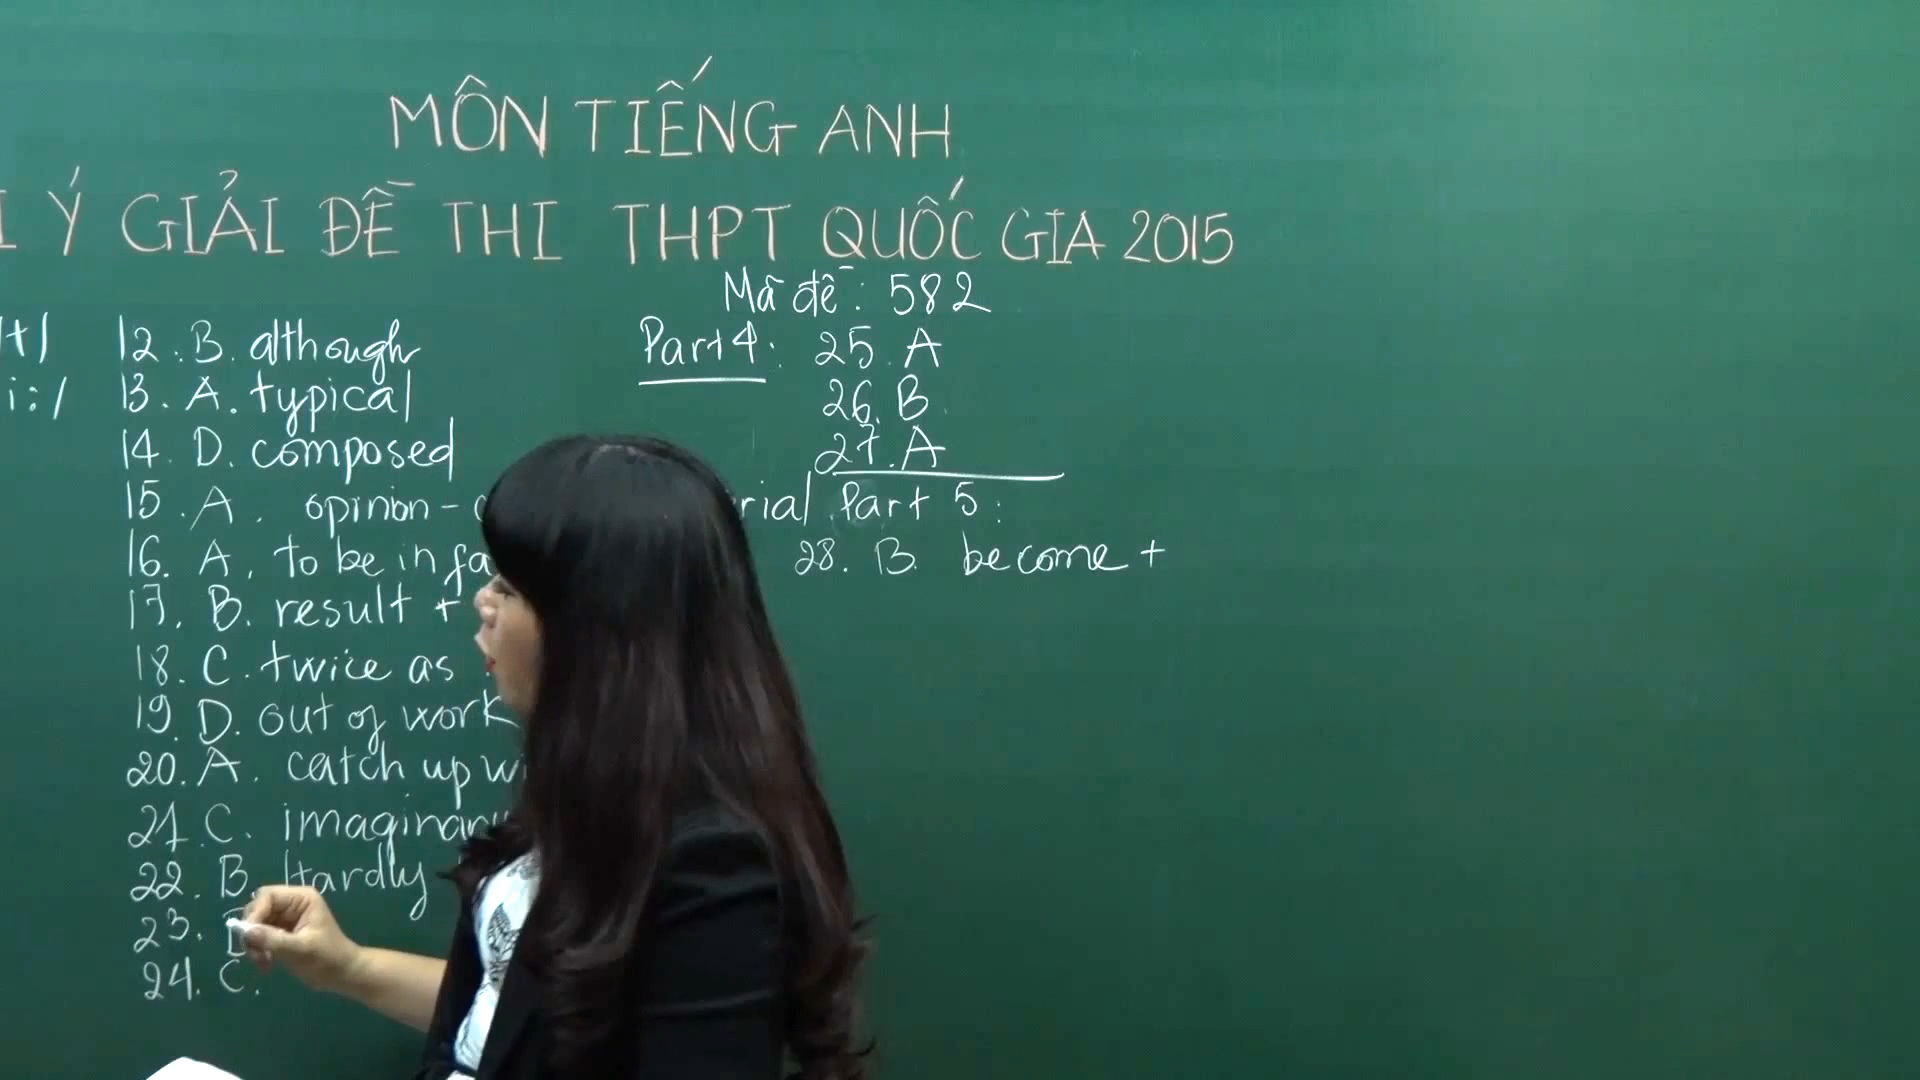 MÔN TIẾNG ANH
I Ý GIẢI ĐỀ THI THPT QUỐC GIA 2015
Mã đề: 582
/t/
i:/
12. B. although
13. A. typical
14. D. composed
15. A. opinion -
16. A. to be in
17. B. result +
18. C. twice as
19. D. out of work
20. A. catch up
21. C. imaginary
22. B. Hardly
23.
24. C.
Part 4: 25. A
26. B.
27. A
Part 5:
28. B. become +